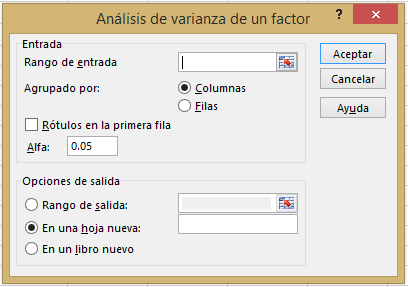 Análisis de varianza de un factor
?
x
Entrada
Rango de entrada
Agrupado por:
Columnas
Filas
Rótulos en la primera fila
Alfa:
0.05
Aceptar
Cancelar
Ayuda
Opciones de salida
Rango de salida:
En una hoja nueva:
En un libro nuevo